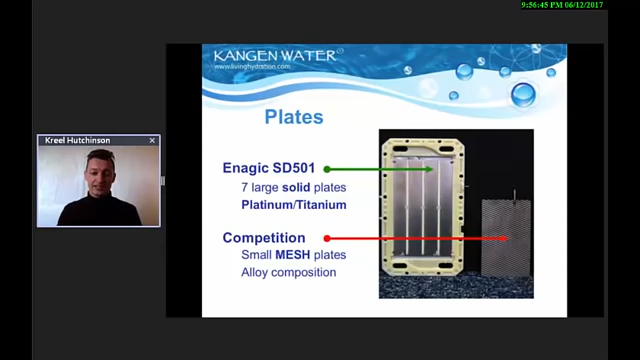 9:56:45 PM 06/12/2017
KANGEN WATER®
www.livinghydration.com
Kreel Hutchinson
Plates
Enagic SD501
7 large solid plates
Platinum/Titanium
Competition
Small MESH plates
Alloy composition